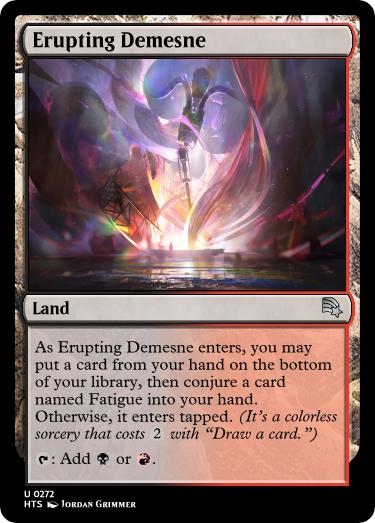 Erupting Demesne
Land
As Erupting Demesne enters, you may
put a card from your hand on the bottom
of your library, then conjure a card
named Fatigue into your hand.
Otherwise, it enters tapped. (It's a colorless
sorcery that costs 2 with “Draw a card.”)
: Add or .
U 0272
HTS Jordan Grimmer